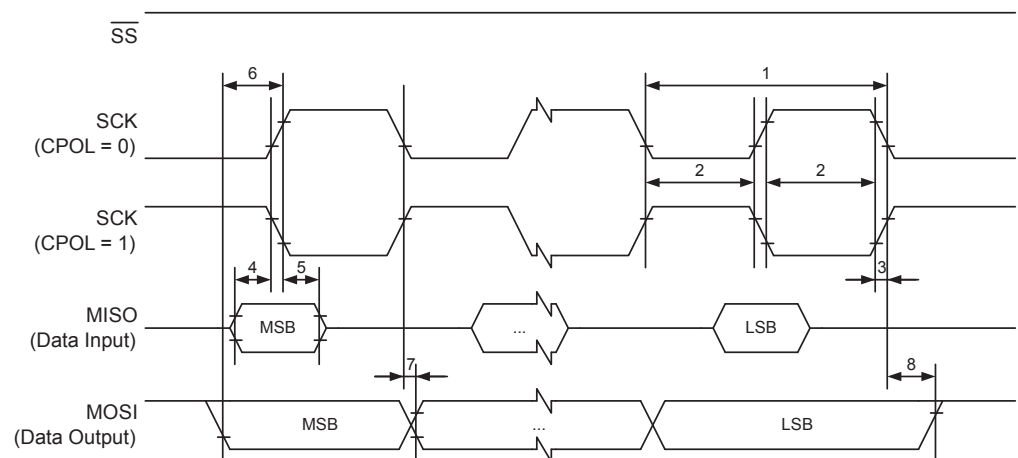 SS
6
1
SCK
(CPOL = 0)
2
2
SCK
(CPOL = 1)
4
5
3
MISO
(Data Input)
MSB
...
LSB
7
8
MOSI
(Data Output)
MSB
...
LSB